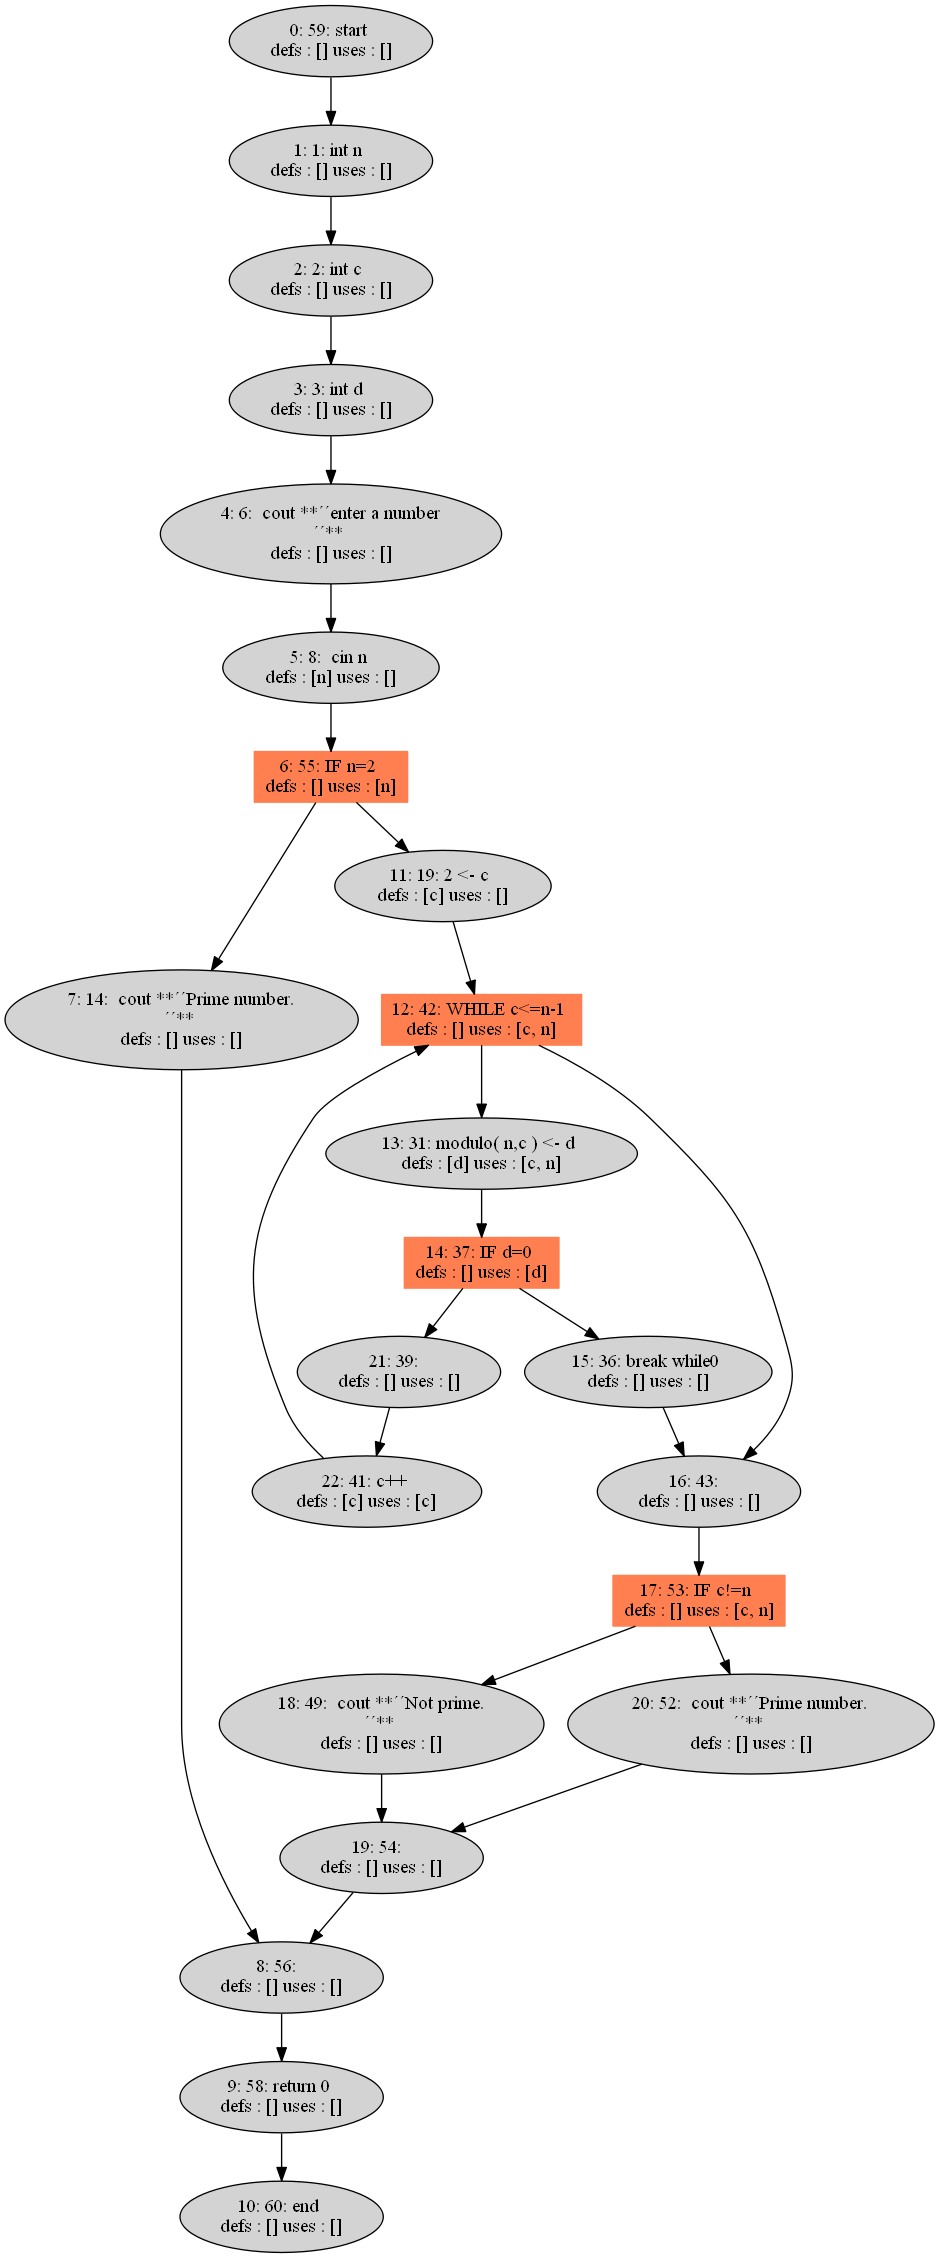 0: 59: start
defs : [] uses : []
1: 1: int n
defs : [] uses : []
2: 2: int c
defs : [] uses : []
3: 3: int d
defs : [] uses : []
4: 6:  cout **´´enter a number
´´**
defs : [] uses : []
5: 8:  cin n
defs : [n] uses : []
6: 55: IF n=2
defs : [] uses : [n]
11: 19: 2 <- c
defs : [c] uses : []
7: 14:  cout **´´Prime number.
´´**
defs : [] uses : []
12: 42: WHILE c<=n-1
defs : [] uses : [c, n]
13: 31: modulo( n,c ) <- d
defs : [d] uses : [c, n]
14: 37: IF d=0
defs : [] uses : [d]
21: 39:
defs : [] uses : []
15: 36: break while0
defs : [] uses : []
22: 41: c++
defs : [c] uses : [c]
16: 43:
defs : [] uses : []
17: 53: IF c!=n
defs : [] uses : [c, n]
18: 49:  cout **´´Not prime.
´´**
defs : [] uses : []
20: 52:  cout **´´Prime number.
´´**
defs : [] uses : []
19: 54:
defs : [] uses : []
8: 56:
defs : [] uses : []
9: 58: return 0
defs : [] uses : []
10: 60: end
defs : [] uses : []